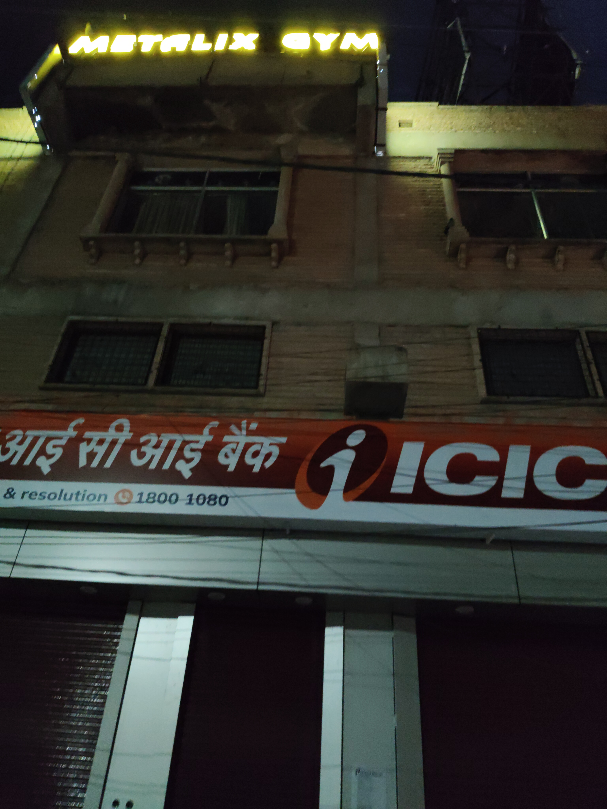 METALIX GYM
आई सी आई बैंक
i ICIC
& resolution 1800 1080